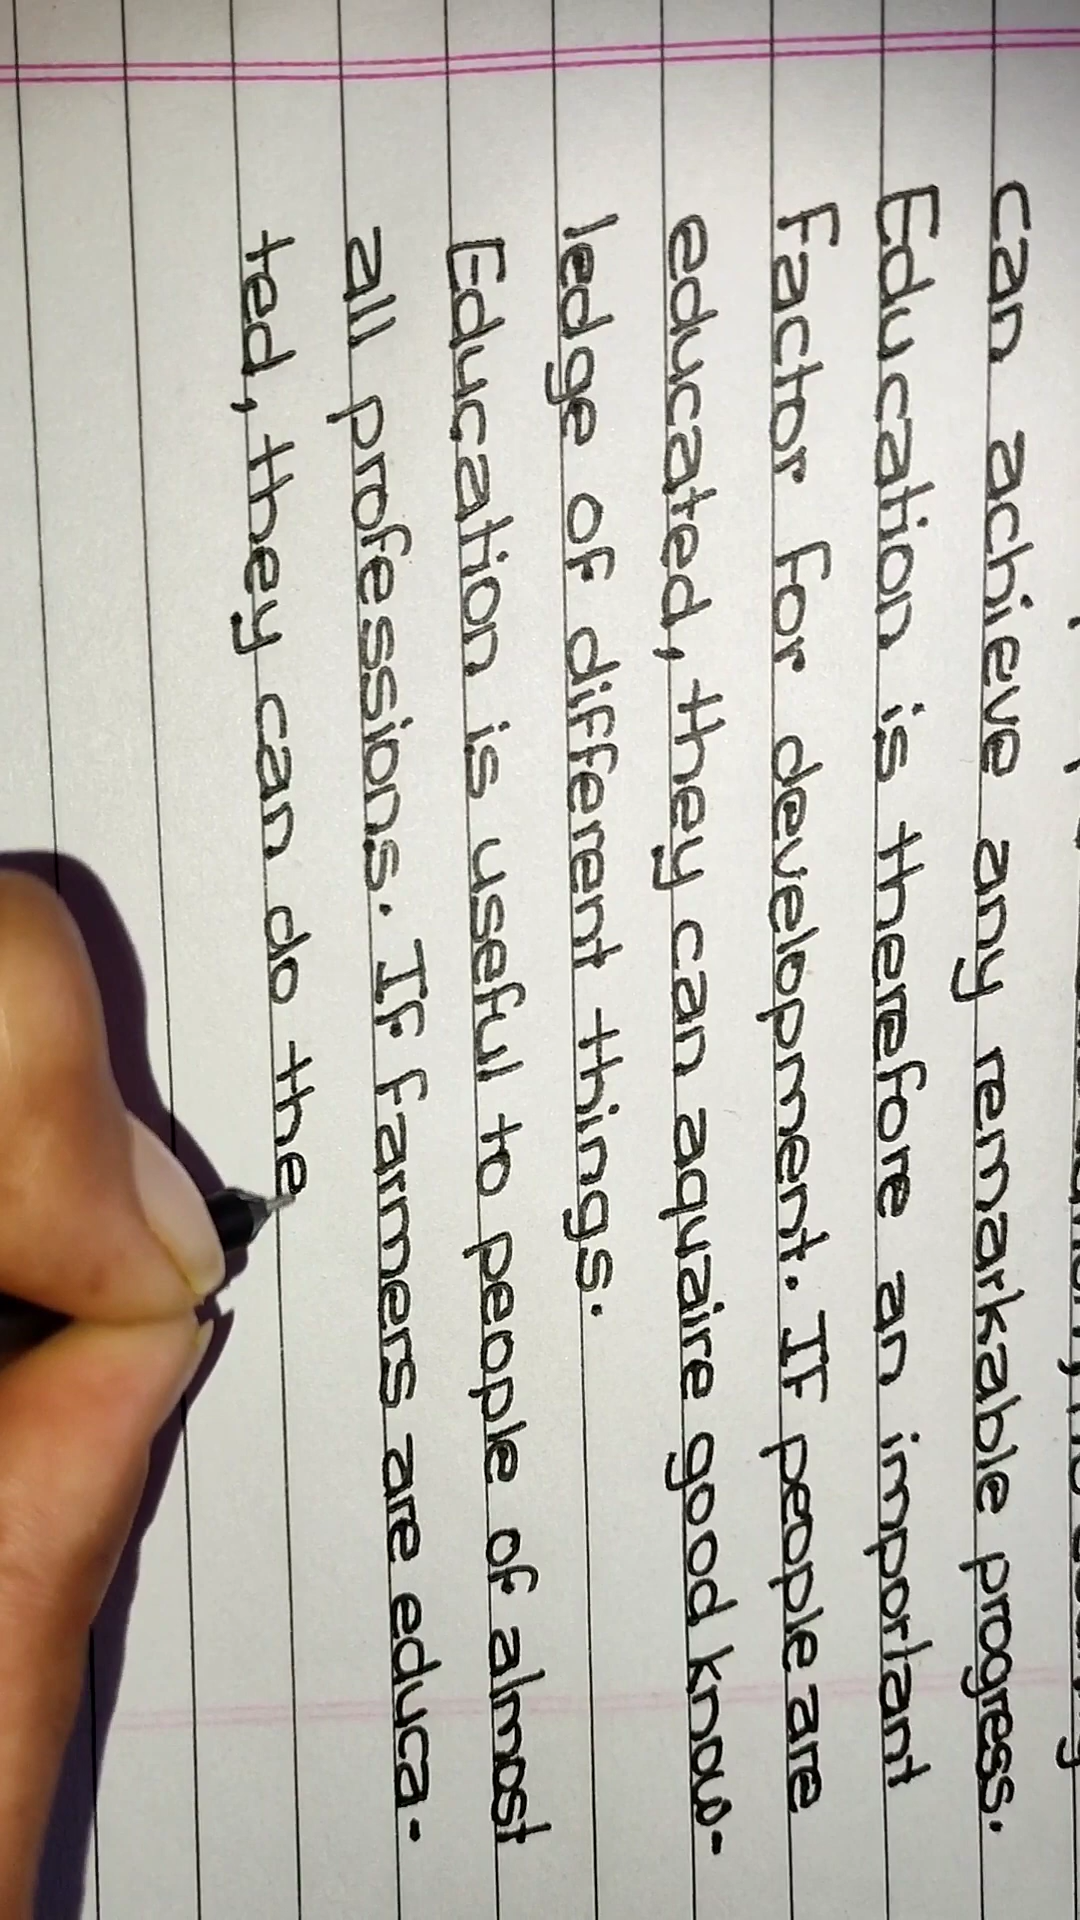 can achieve any remarkable progress.
Education is therefore an important
factor for development. If people are
educated, they can aquaire good know-
ledge of different things.
Education is useful to people of almost
all professions. If farmers are educa-
ted, they can do the